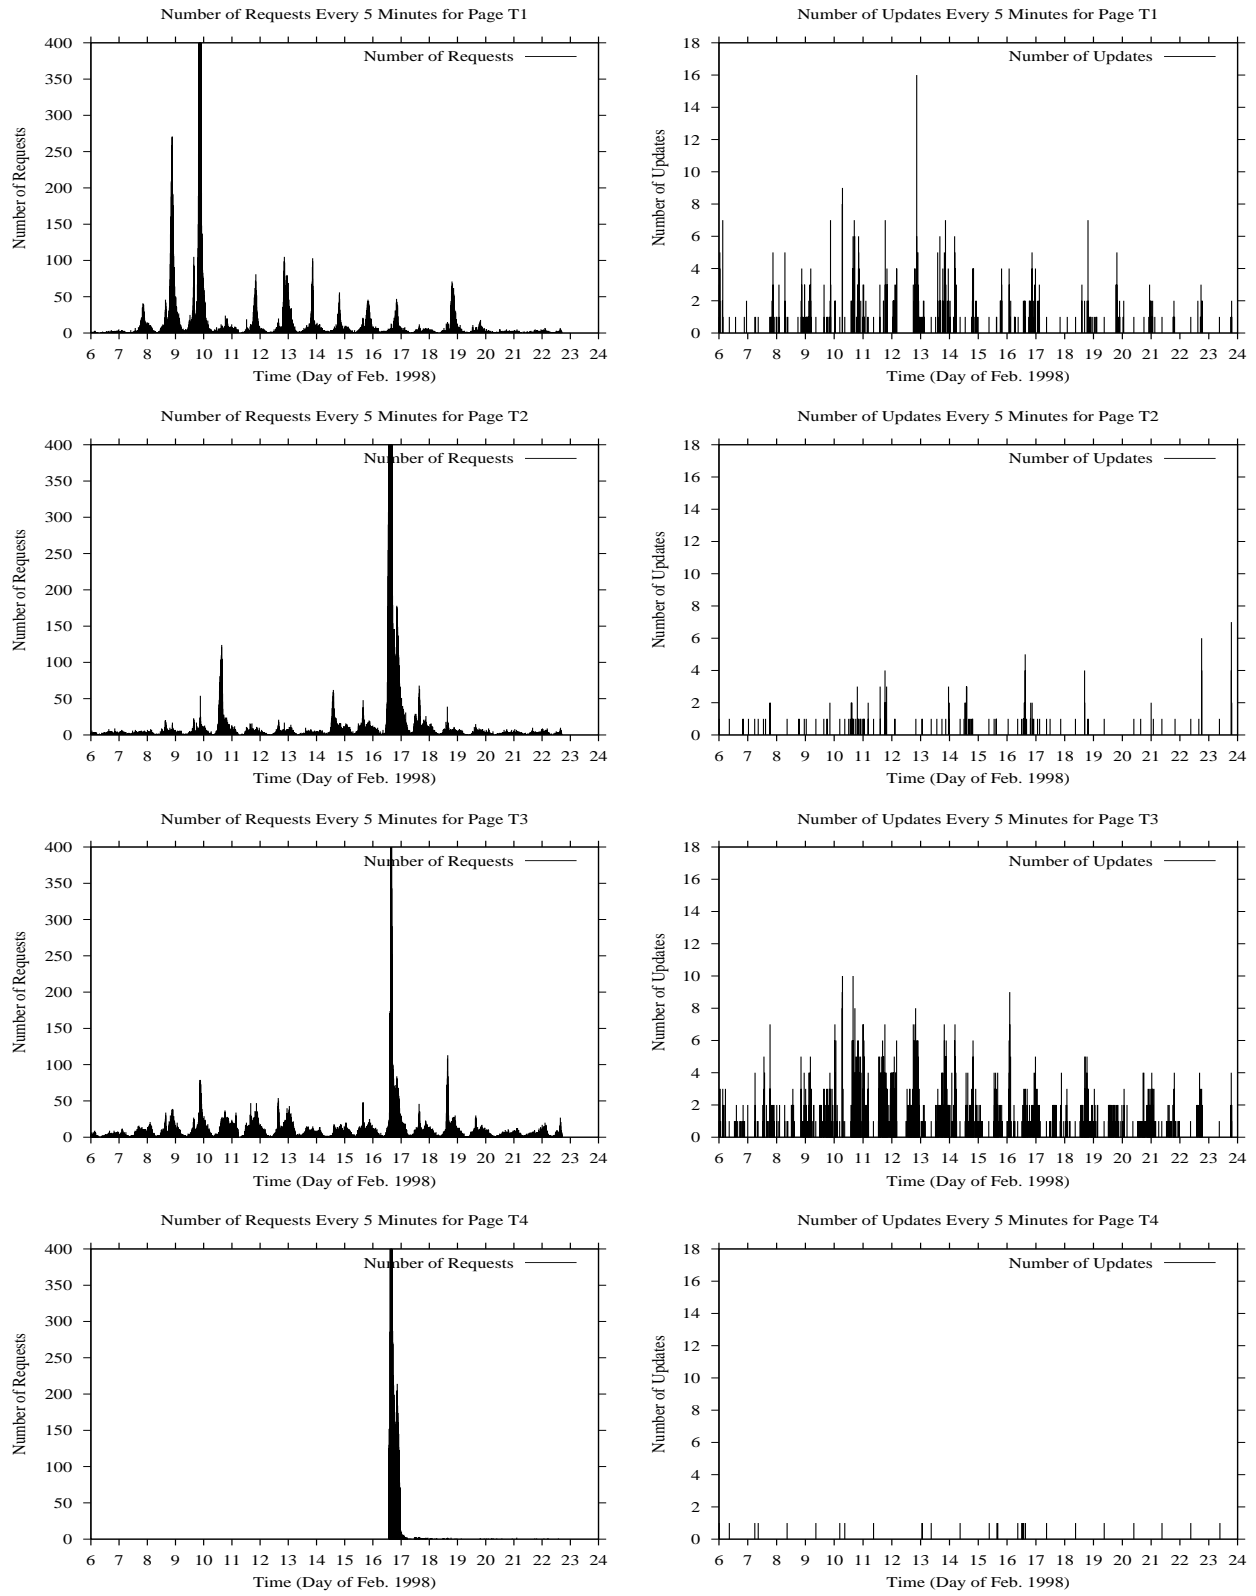 Number of Requests Every 5 Minutes for Page T1
Number of Requests
400
350
300
250
200
150
100
50
0
Number of Requests
6 7 8 9 10 11 12 13 14 15 16 17 18 19 20 21 22 23 24
Time (Day of Feb. 1998)
Number of Updates Every 5 Minutes for Page T1
Number of Updates
18
16
14
12
10
8
6
4
2
0
Number of Updates
6 7 8 9 10 11 12 13 14 15 16 17 18 19 20 21 22 23 24
Time (Day of Feb. 1998)
Number of Requests Every 5 Minutes for Page T2
Number of Requests
400
350
300
250
200
150
100
50
0
Number of Requests
6 7 8 9 10 11 12 13 14 15 16 17 18 19 20 21 22 23 24
Time (Day of Feb. 1998)
Number of Updates Every 5 Minutes for Page T2
Number of Updates
18
16
14
12
10
8
6
4
2
0
Number of Updates
6 7 8 9 10 11 12 13 14 15 16 17 18 19 20 21 22 23 24
Time (Day of Feb. 1998)
Number of Requests Every 5 Minutes for Page T3
Number of Requests
400
350
300
250
200
150
100
50
0
Number of Requests
6 7 8 9 10 11 12 13 14 15 16 17 18 19 20 21 22 23 24
Time (Day of Feb. 1998)
Number of Updates Every 5 Minutes for Page T3
Number of Updates
18
16
14
12
10
8
6
4
2
0
Number of Updates
6 7 8 9 10 11 12 13 14 15 16 17 18 19 20 21 22 23 24
Time (Day of Feb. 1998)
Number of Requests Every 5 Minutes for Page T4
Number of Requests
400
350
300
250
200
150
100
50
0
Number of Requests
6 7 8 9 10 11 12 13 14 15 16 17 18 19 20 21 22 23 24
Time (Day of Feb. 1998)
Number of Updates Every 5 Minutes for Page T4
Number of Updates
18
16
14
12
10
8
6
4
2
0
Number of Updates
6 7 8 9 10 11 12 13 14 15 16 17 18 19 20 21 22 23 24
Time (Day of Feb. 1998)